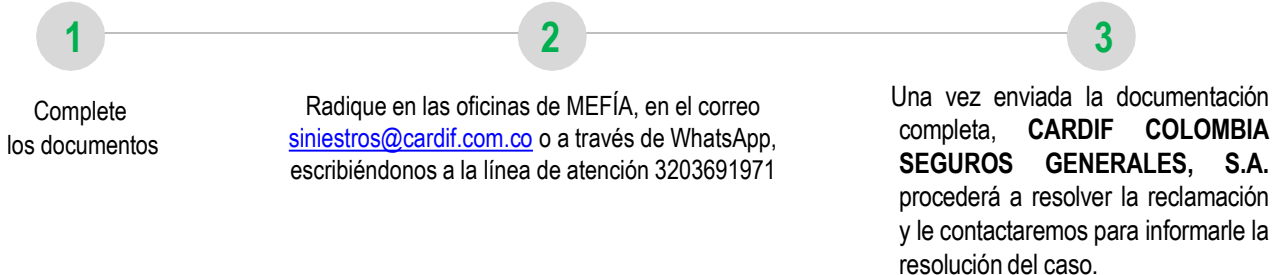 1
Complete
los documentos
2
Radique en las oficinas de MEFÍA, en el correo
siniestros@cardif.com.co o a través de WhatsApp,
escribiéndonos a la línea de atención 3203691971
3
Una vez enviada la documentación
completa, CARDIF COLOMBIA
SEGUROS GENERALES, S.A.
procederá a resolver la reclamación
y le contactaremos para informarle la
resolución del caso.